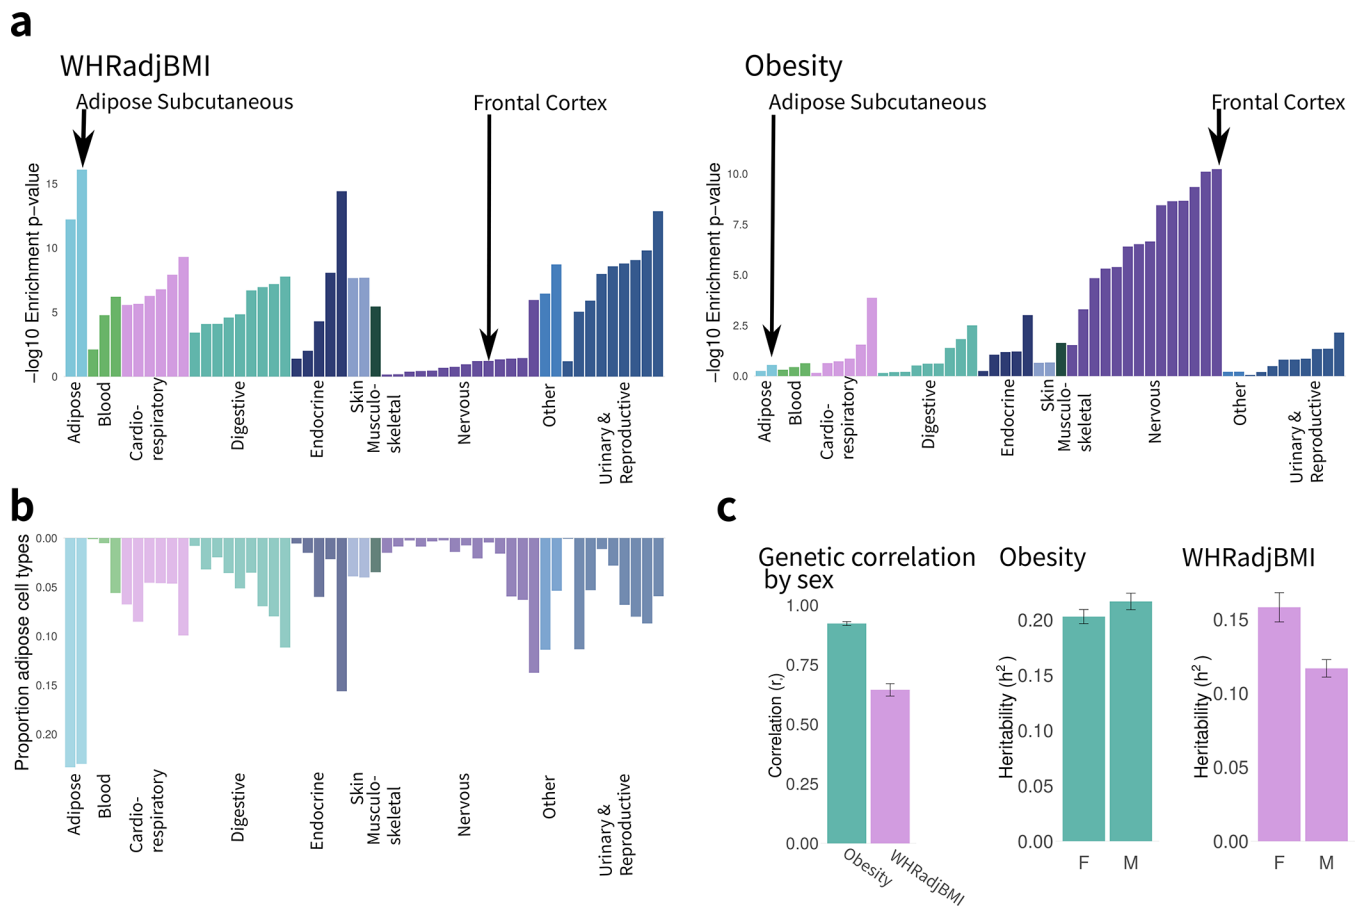 a
WHRadjBMI
Adipose Subcutaneous
Frontal Cortex
−log10 Enrichment p−value
15
10
5
0
Adipose
Blood
Cardio-
respiratory
Digestive
Endocrine
Skin
Musculo-
skeletal
Nervous
Other
Urinary &
Reproductive
Obesity
Adipose Subcutaneous
Frontal Cortex
−log10 Enrichment p−value
10.0
7.5
5.0
2.5
0.0
Adipose
Blood
Cardio-
respiratory
Digestive
Endocrine
Skin
Musculo-
skeletal
Nervous
Other
Urinary &
Reproductive
b
Proportion adipose cell types
0.00
0.05
0.10
0.15
0.20
Adipose
Blood
Cardio-
respiratory
Digestive
Endocrine
Skin
Musculo-
skeletal
Nervous
Other
Urinary &
Reproductive
c
Genetic correlation
by sex
Correlation (r)
1.00
0.75
0.50
0.25
0.00
Obesity
WHRadjBMI
Obesity
Heritability (h²)
0.20
0.15
0.10
0.05
0.00
F
M
WHRadjBMI
Heritability (h²)
0.15
0.10
0.05
0.00
F
M